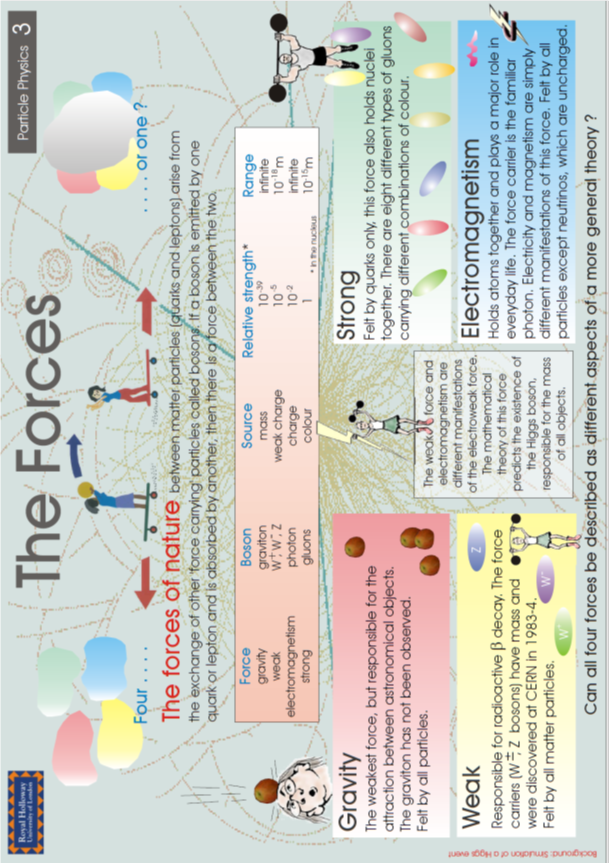 Royal Holloway
University of London
Particle Physics 3
The Forces
Four . . . .
. . . . . or one ?
The forces of nature between matter particles (quarks and leptons) arise from
the exchange of other force carrying particles called bosons. If a boson is emitted by one
quark or lepton and is absorbed by another, then there is a force between the two.
Force Boson Source Relative strength* Range
gravity graviton mass 10⁻³⁹ infinite
weak W⁺, W⁻, Z weak charge 10⁻⁵ 10⁻¹⁸m
electromagnetism photon charge 10⁻² infinite
strong gluons colour 1 10⁻¹⁵m
* in the nucleus
Gravity
The weakest force, but responsible for the
attraction between astronomical objects.
The graviton has not been observed.
Felt by all particles.
Strong
Felt by quarks only, this force also holds nuclei
together. There are eight different types of gluons
carrying different combinations of colour.
Weak
Responsible for radioactive β decay. The force
carriers (W±, Z bosons) have mass and
were discovered at CERN in 1983-4.
Felt by all matter particles.
Z
W⁻
W⁺
The weak force and
electromagnetism are
different manifestations
of the electroweak force.
The mathematical
theory of this force
predicts the existence of
the Higgs boson,
responsible for the mass
of all objects.
Electromagnetism
Holds atoms together and plays a major role in
everyday life. The force carrier is the familiar
photon. Electricity and magnetism are simply
different manifestations of this force. Felt by all
particles except neutrinos, which are uncharged.
Can all four forces be described as different aspects of a more general theory ?
Background: Simulation of a Higgs event